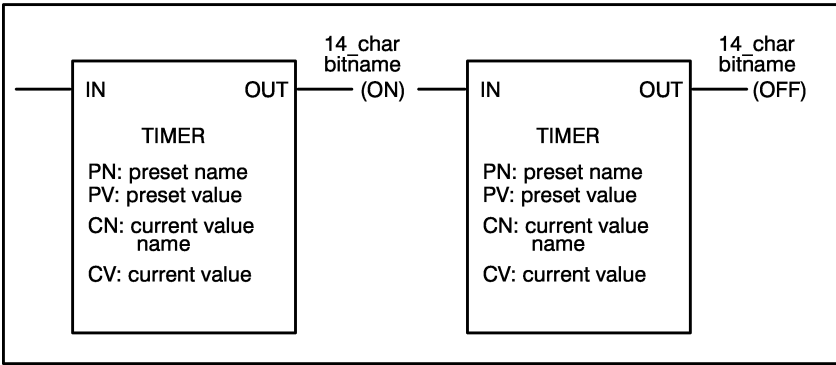 14_char
bitname
IN OUT (ON)
TIMER
PN: preset name
PV: preset value
CN: current value
name
CV: current value
14_char
bitname
IN OUT (OFF)
TIMER
PN: preset name
PV: preset value
CN: current value
name
CV: current value